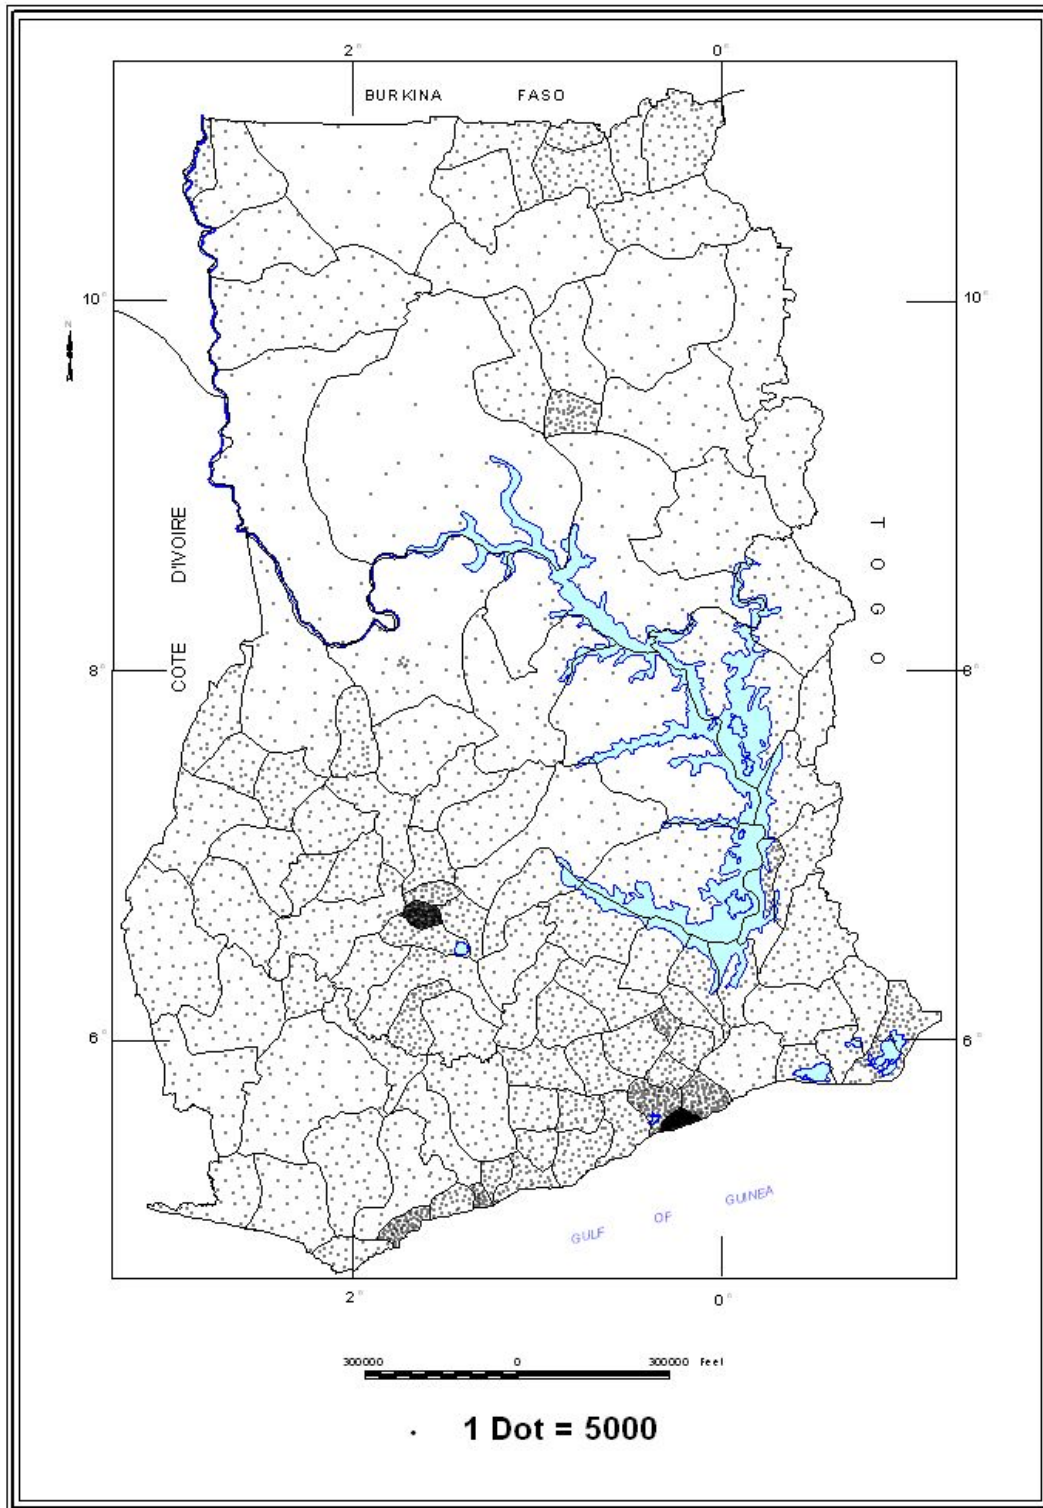 2° 0°
BURKINA FASO
10° 10°
N
COTE D'IVOIRE
TOGO
8° 8°
6° 6°
GULF OF GUINEA
2° 0°
300000 0 300000 Feet
1 Dot = 5000